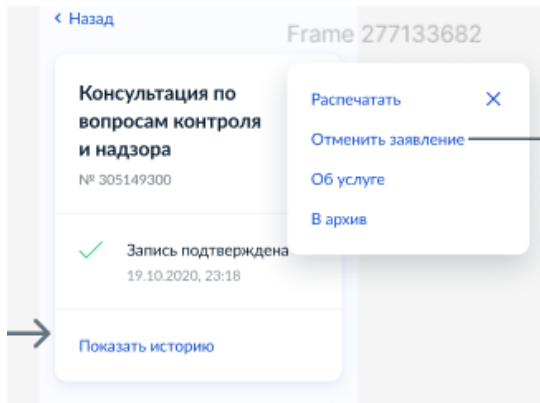 Назад
Frame 277133682
Консультация по
вопросам контроля
и надзора
№ 305149300
Запись подтверждена
19.10.2020, 23:18
Показать историю
Распечатать
Отменить заявление
Об услуге
В архив